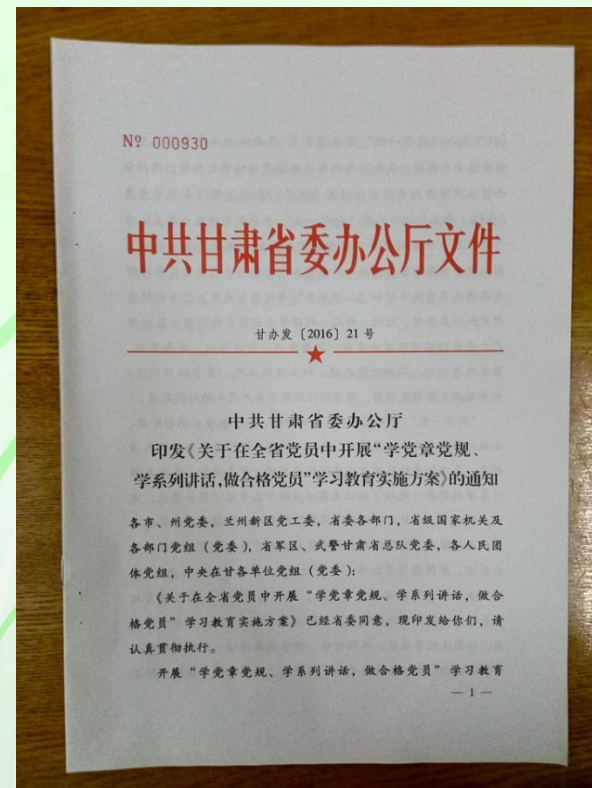 № 000930
中共甘肃省委办公厅文件
甘办发〔2016〕21号
中共甘肃省委办公厅
印发《关于在全省党员中开展“学党章党规、
学系列讲话,做合格党员”学习教育实施方案》的通知
各市、州党委，兰州新区党工委，省委各部门，省级国家机关及
各部门党组（党委），省军区、武警甘肃省总队党委，各人民团
体党组，中央在甘各单位党组（党委）：
《关于在全省党员中开展“学党章党规、学系列讲话，做合
格党员”学习教育实施方案》已经省委同意，现印发给你们，请
认真贯彻执行。
开展“学党章党规、学系列讲话，做合格党员”学习教育
— 1 —